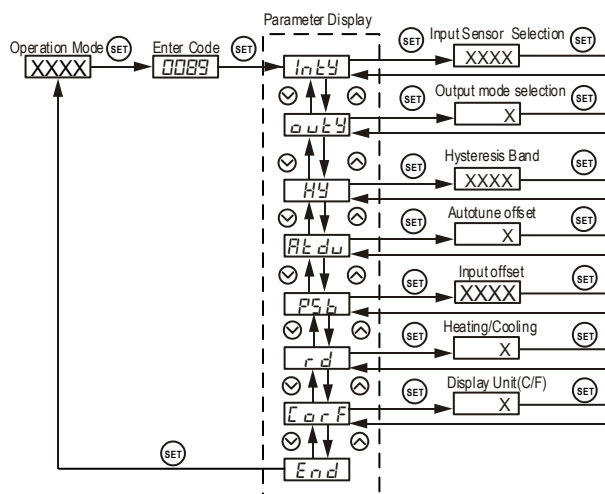 Parameter Display
Operation Mode SET Enter Code SET SET Input Sensor Selection SET
XXXX 0089 IntY XXXX
SET Output mode selection SET
outY X
SET Hysteresis Band SET
HY XXXX
SET Autotune offset SET
Atdu X
SET Input offset SET
PSb XXXX
SET Heating/Cooling SET
rd X
SET Display Unit(C/F) SET
CorF X
SET
End